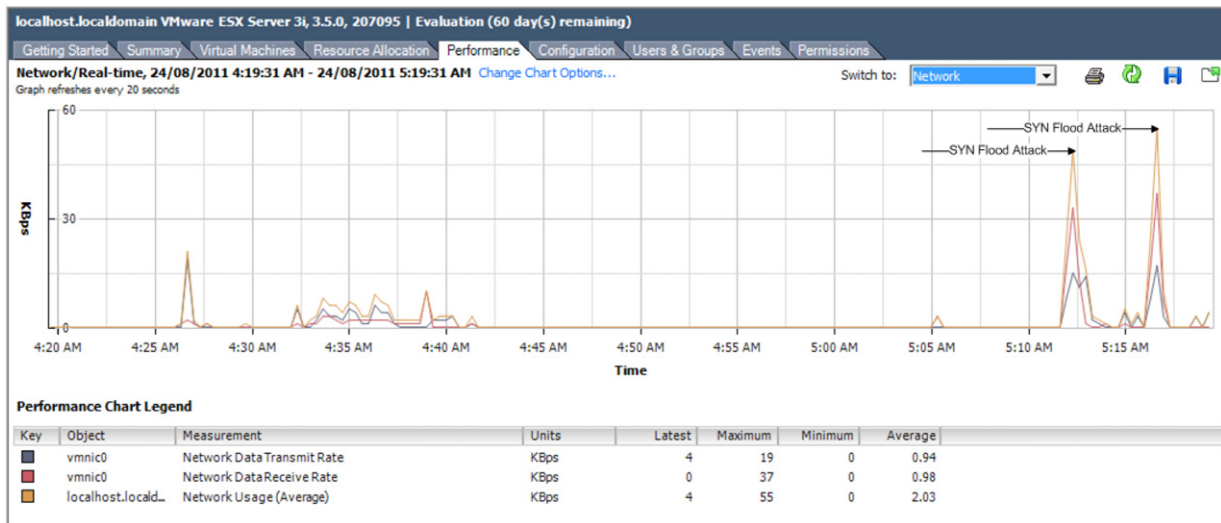 localhost.localdomain VMware ESX Server 3i, 3.5.0, 207095 | Evaluation (60 day(s) remaining)
Getting Started Summary Virtual Machines Resource Allocation Performance Configuration Users & Groups Events Permissions
Network/Real-time, 24/08/2011 4:19:31 AM - 24/08/2011 5:19:31 AM Change Chart Options... Switch to: Network
Graph refreshes every 20 seconds
60
SYN Flood Attack
SYN Flood Attack
KBps
30
0
4:20 AM 4:25 AM 4:30 AM 4:35 AM 4:40 AM 4:45 AM 4:50 AM 4:55 AM 5:00 AM 5:05 AM 5:10 AM 5:15 AM
Time
Performance Chart Legend
Key Object Measurement Units Latest Maximum Minimum Average
vmnic0 Network Data Transmit Rate KBps 4 19 0 0.94
vmnic0 Network Data Receive Rate KBps 0 37 0 0.98
localhost.locald... Network Usage (Average) KBps 4 55 0 2.03